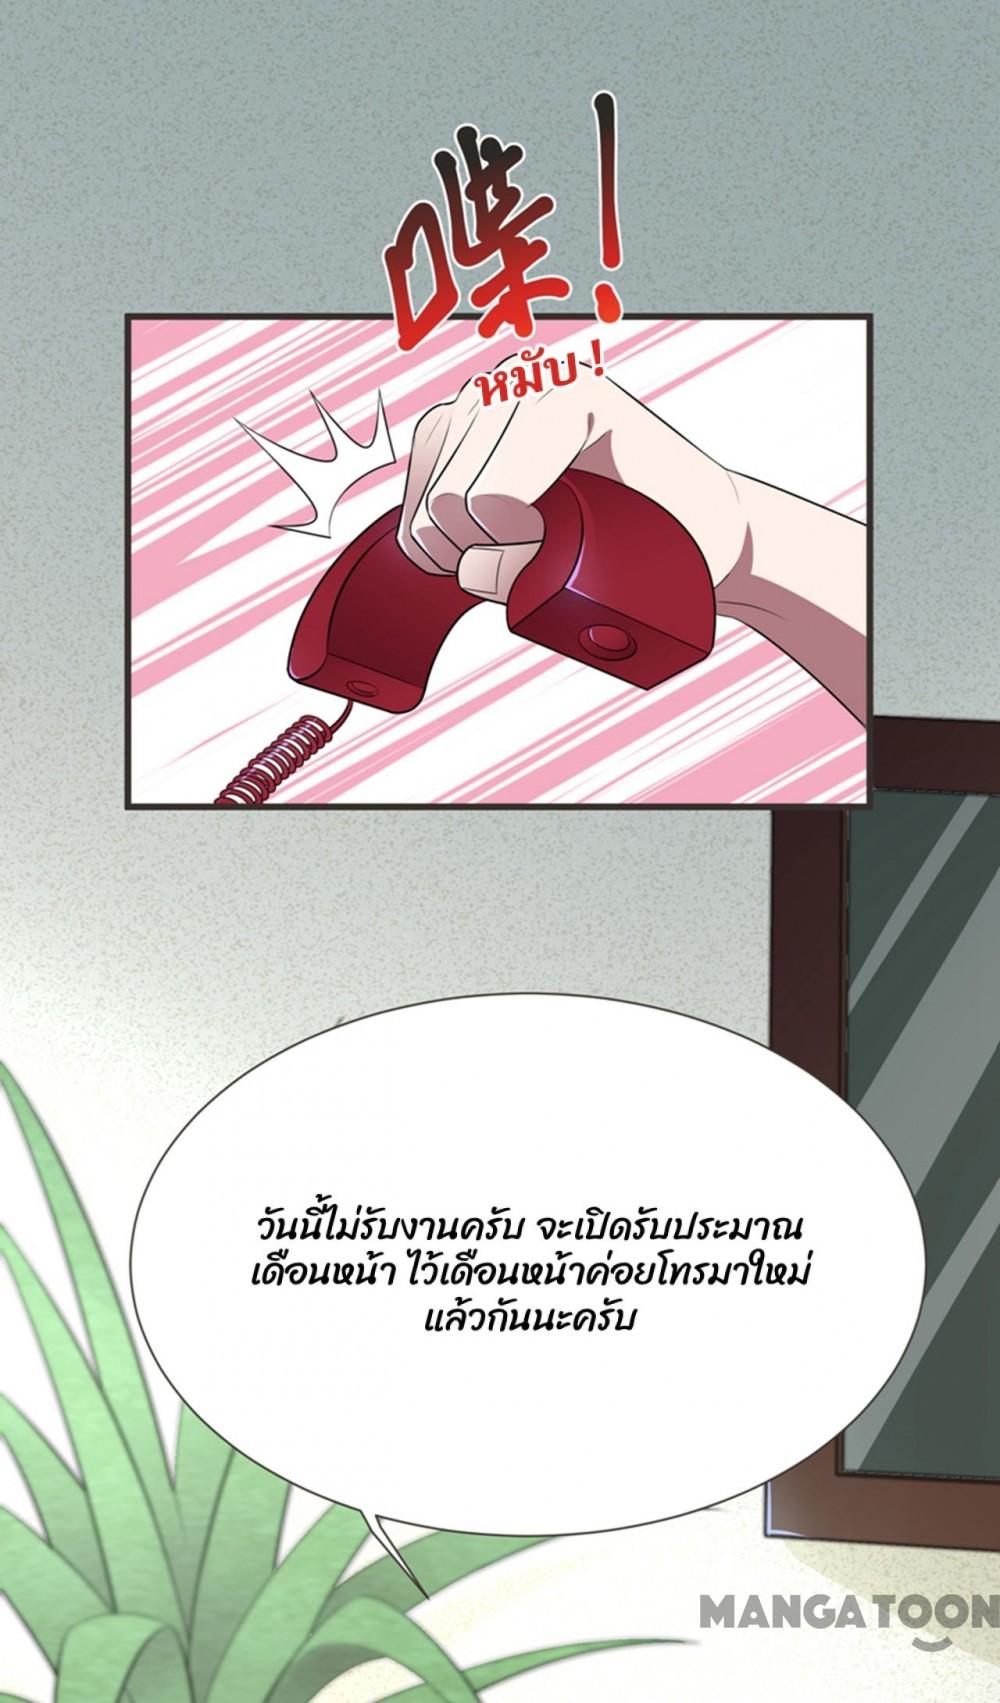 喋!
หมับ !
วันนี้ไม่รับงานครับ จะเปิดรับประมาณ
เดือนหน้า ไว้เดือนหน้าค่อยโทรมาใหม่
แล้วกันนะครับ
MANGATOON